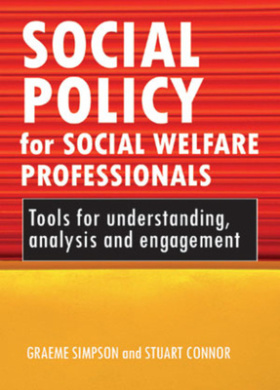 SOCIAL
POLICY
for SOCIAL WELFARE
PROFESSIONALS
Tools for understanding,
analysis and engagement
GRAEME SIMPSON and STUART CONNOR